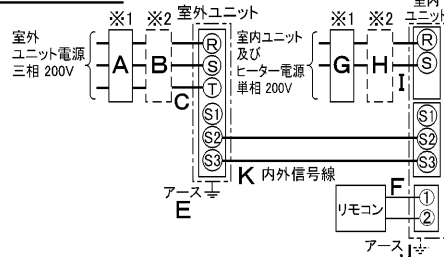 ※1 ※2 室外ユニット
室外
ユニット電源
三相 200V
A
B
C
R
S
T
S1
S2
S3
アース
E
※1 ※2
室内
ユニット
室内ユニット
及び
ヒーター電源
単相 200V
G
H
I
R
S
S1
S2
S3
K 内外信号線
F
リモコン
①
②
アース
J